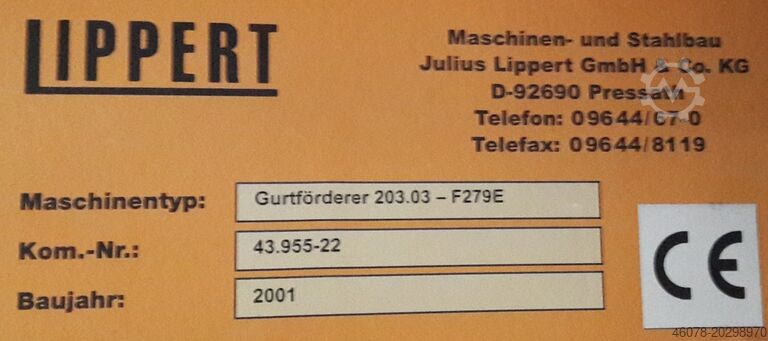 LIPPERT
Maschinen- und Stahlbau
Julius Lippert GmbH & Co. KG
D-92690 Pressath
Telefon: 09644/67-0
Telefax: 09644/8119
Maschinentyp: Gurtförderer 203.03 – F279E
Kom.-Nr.: 43.955-22
Baujahr: 2001
CE
46078-20298970